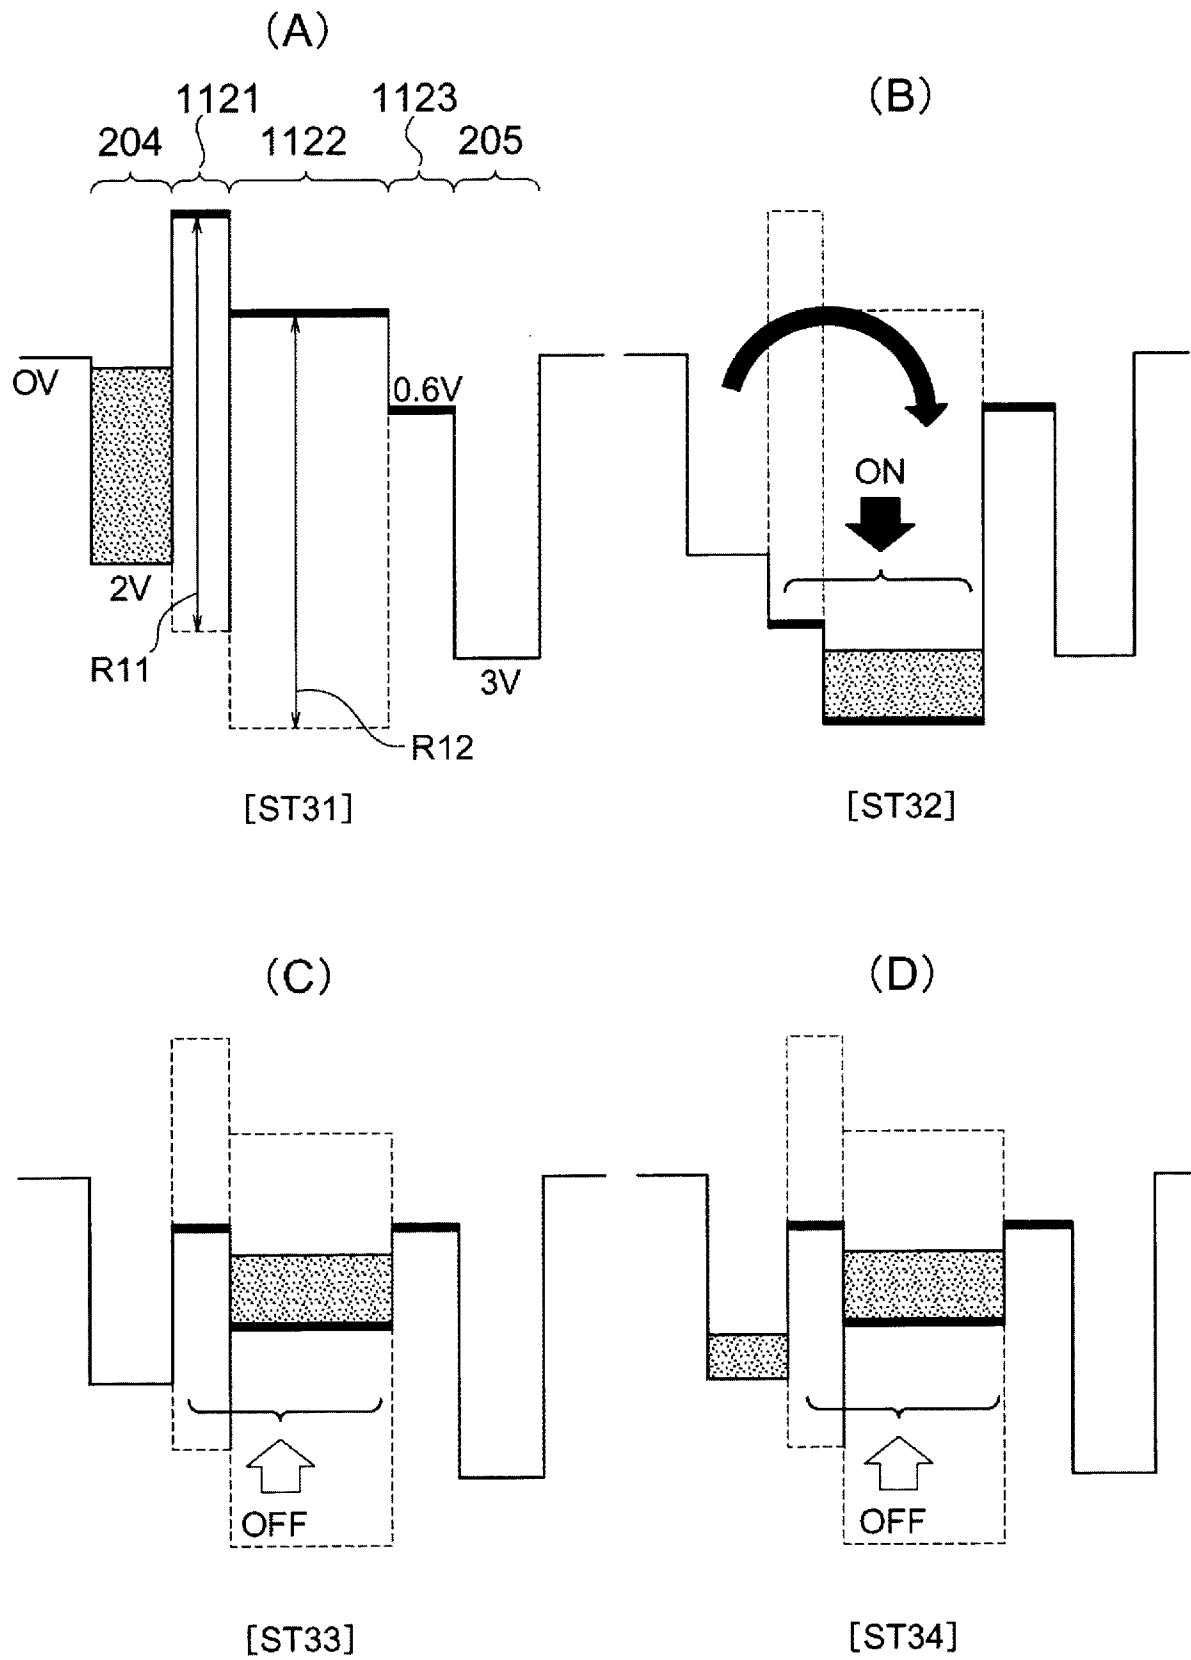 (A)
1121
1123
204
1122
205
0V
0.6V
2V
R11
3V
R12
[ST31]
(B)
ON
[ST32]
(C)
OFF
[ST33]
(D)
OFF
[ST34]